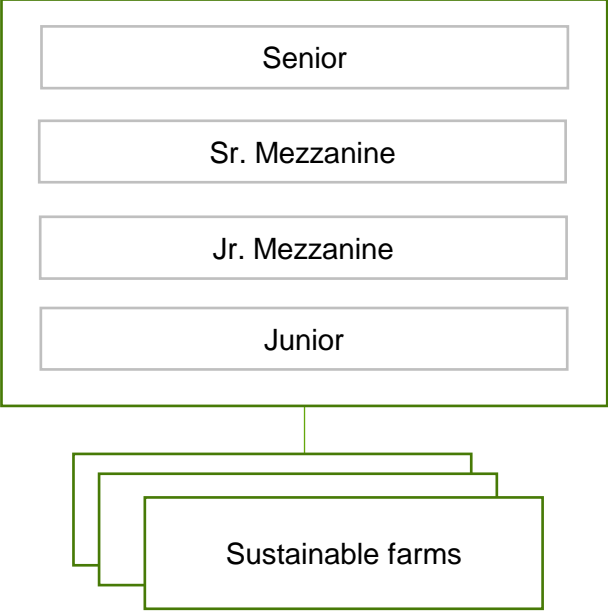 Senior
Sr. Mezzanine
Jr. Mezzanine
Junior
Sustainable farms